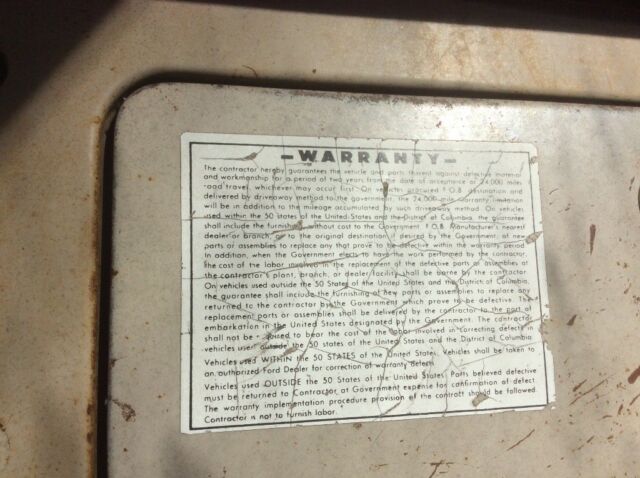 -WARRANTY-
The contractor hereby guarantees the vehicle and parts thereof against defective material
and workmanship for a period of two years from the date of acceptance or 24,000 miles
road travel, whichever may occur first. On vehicles procured F.O.B. destination and
delivered by driveaway method to the government, the 24,000 mile warranty limitation
will be in addition to the mileage accumulated by such driveaway method. On vehicles
used within the 50 states of the United States and the District of Columbia, the guarantee
shall include the furnishing without cost to the Government F.O.B. Manufacturer's nearest
dealer or branch, or to the original destination if desired by the Government, of new
parts or assemblies to replace any that prove to be defective within the warranty period.
In addition, when the Government elects to have the work performed by the contractor,
the cost of the labor involved in the replacement of the defective parts or assemblies at
the contractor's plant, branch, or dealer facility shall be borne by the contractor.
On vehicles used outside the 50 States of the United States and the District of Columbia,
the guarantee shall include the furnishing of new parts or assemblies to replace any
returned to the contractor by the Government which prove to be defective. The
replacement parts or assemblies shall be delivered by the contractor to the port of
embarkation in the United States designated by the Government. The contractor
shall not be to bear the cost of the labor involved in correcting defects in
vehicles used outside the 50 states of the United States and the District of Columbia.
Vehicles used WITHIN the 50 STATES of the United States. Vehicles shall be taken to
an authorized Ford Dealer for correction of warranty defects.
Vehicles used OUTSIDE the 50 States of the United States. Parts believed defective
must be returned to Contractor at Government expense for confirmation of defect.
The warranty implementation procedure provision of the contract should be followed.
Contractor is not to furnish labor.